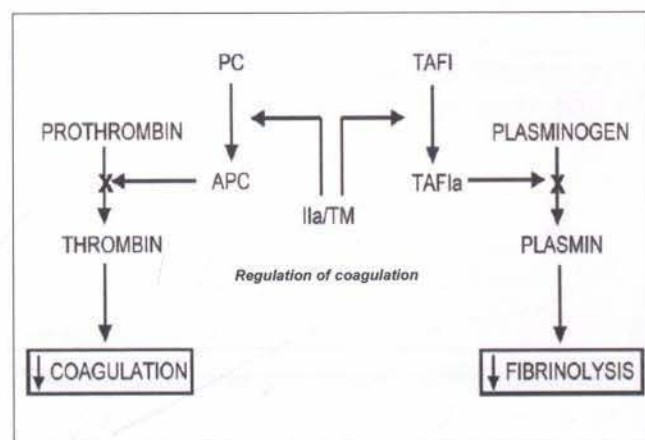 PC TAFI
PROTHROMBIN PLASMINOGEN
X APC TAFIa X
IIa/TM
THROMBIN PLASMIN
Regulation of coagulation
↓ COAGULATION ↓ FIBRINOLYSIS